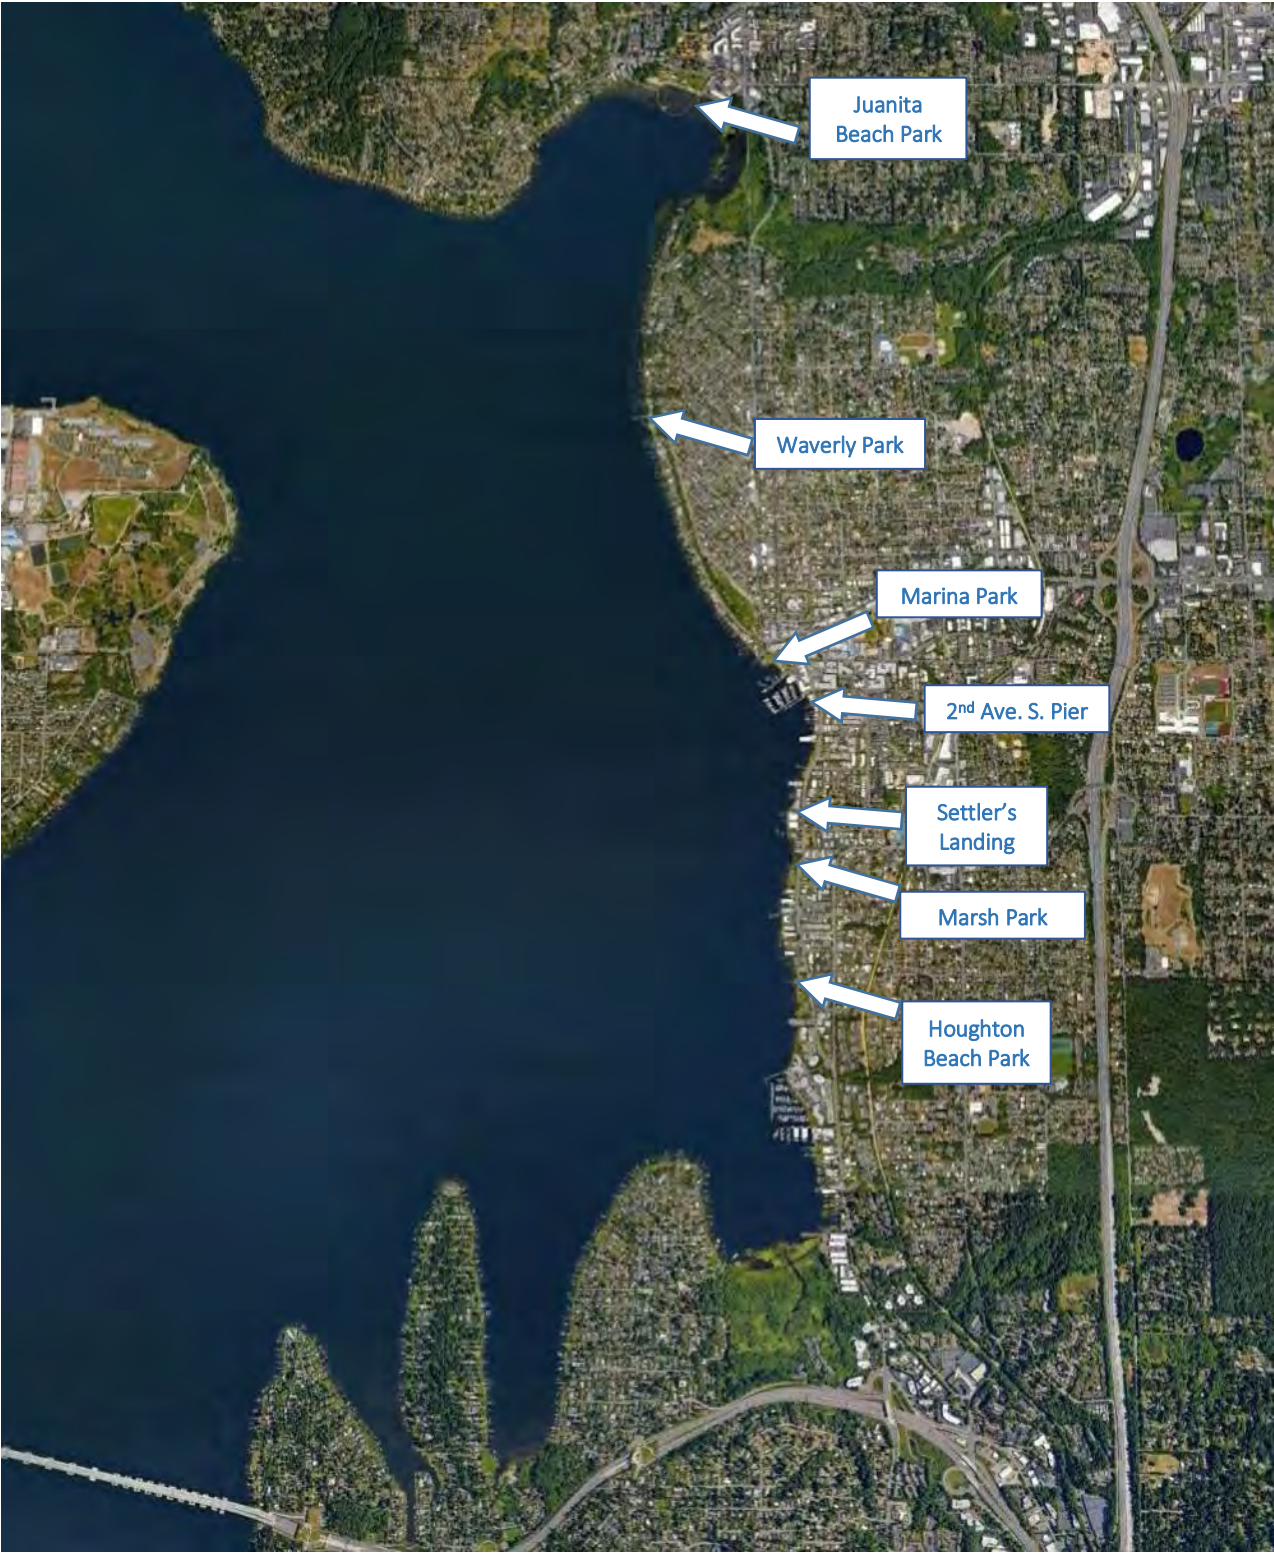 Juanita
Beach Park
Waverly Park
Marina Park
2nd Ave. S. Pier
Settler’s
Landing
Marsh Park
Houghton
Beach Park